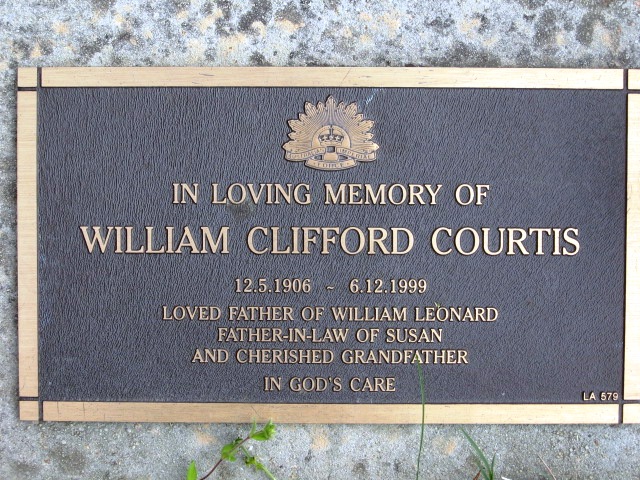 IN LOVING MEMORY OF
WILLIAM CLIFFORD COURTIS
12.5.1906 ~ 6.12.1999
LOVED FATHER OF WILLIAM LEONARD
FATHER-IN-LAW OF SUSAN
AND CHERISHED GRANDFATHER
IN GOD'S CARE
LA 579